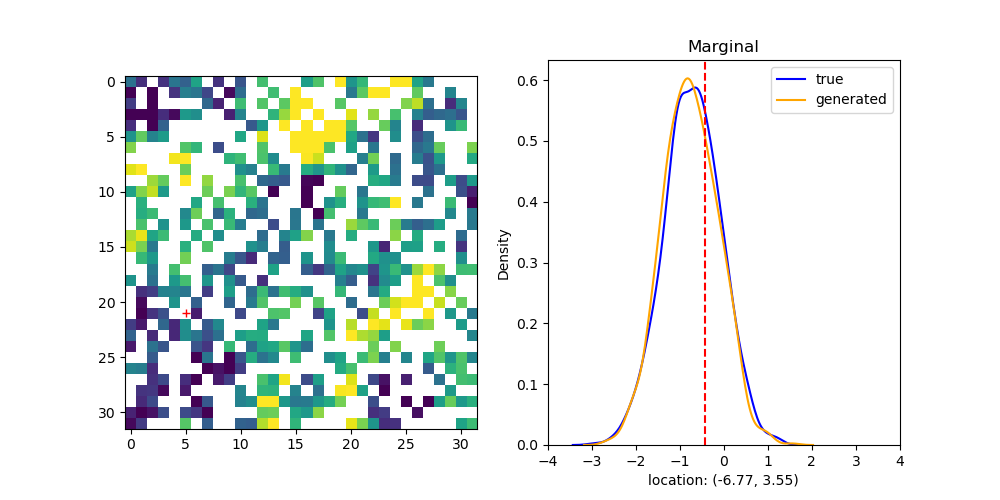 Marginal
0
5
10
15
20
25
30
0 5 10 15 20 25 30
Density
0.6
0.5
0.4
0.3
0.2
0.1
0.0
true
generated
−4 −3 −2 −1 0 1 2 3 4
location: (-6.77, 3.55)